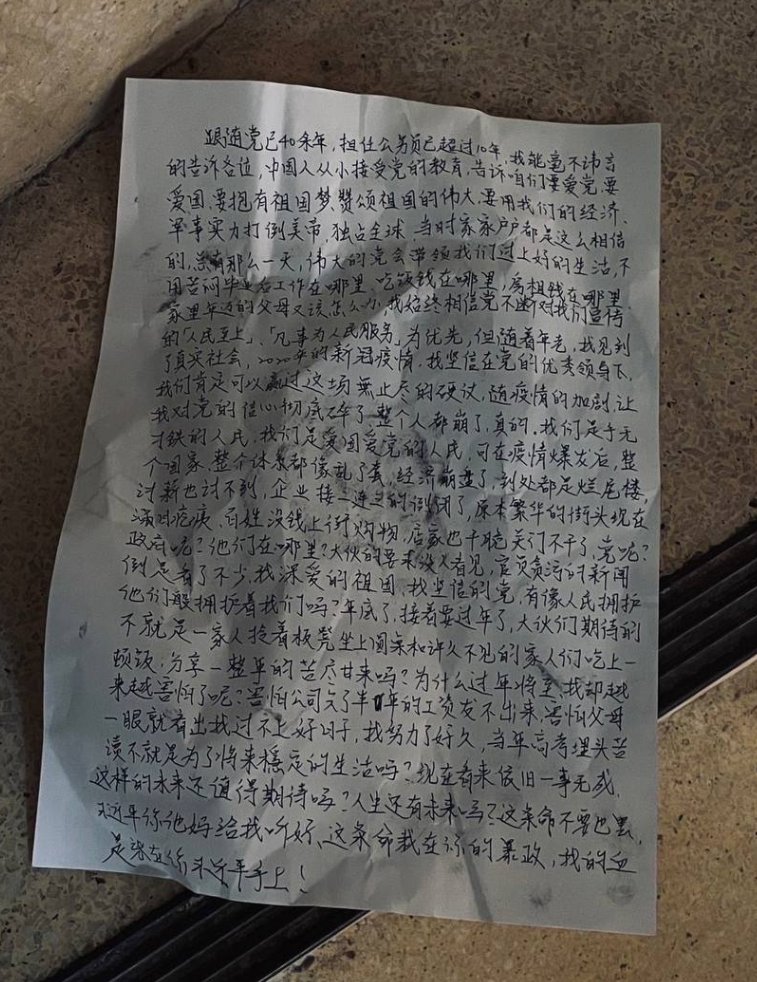 跟随党已40余年，担任公务员已超过10年，我能毫不讳言
的告诉各位，中国人从小接受党的教育，告诉咱们要爱党要
爱国、要抱有祖国梦、赞颂祖国的伟大、要用我们的经济、
军事实力打倒美帝，独占全球，当时家家户户都是这么相信
的，总有那么一天，伟大的党会带领我们过上好的生活，不
用苦闷毕业后工作在哪里、吃饭钱在哪里、房租钱在哪里、
家里年迈的父母又该怎么办，我始终相信党不断对我们宣传
的「人民至上」、「凡事为人民服务」为优先，但随着年老，我见到
了真实社会，2020年的新冠疫情，我坚信在党的优秀领导下，
我们肯定可以赢过这场无止尽的硬仗，随疫情的加剧，让
我对党的信心彻底碎了，整个人都崩了，真的，我们是手无
寸铁的人民，我们是爱国爱党的人民，可在疫情爆发后，整
个国家、整个体系都像乱了套，经济崩盘了，到处都是烂尾楼，
讨薪也讨不到，企业接二连三的倒闭了，原本繁华的街头现在
满目疮痍、百姓没钱上街购物，店家也干脆关门不干了，党呢？
政府呢？他们在哪里？大伙的要求没人看见，官员贪污的新闻
倒是看了不少，我深爱的祖国，我坚信的党，有像人民拥护
他们般拥护着我们吗？年底了，接着要过年了，大伙们期待的
不就是一家人拎着板凳坐上圆桌和许久不见的家人们吃上一
顿饭，分享一整年的苦尽甘来吗？为什么过年将至，我却越
来越害怕了呢？害怕公司欠了半年的工资发不出来，害怕父母
一眼就看出我过不上好日子，我努力了好久，当年高考埋头苦
读不就是为了将来稳定的生活吗？现在看来依旧一事无成，
这样的未来还值得期待吗？人生还有未来吗？这条命不要也罢，
习近平你他妈给我听好，这条命栽在你的暴政，我的血
是染在你习近平手上！